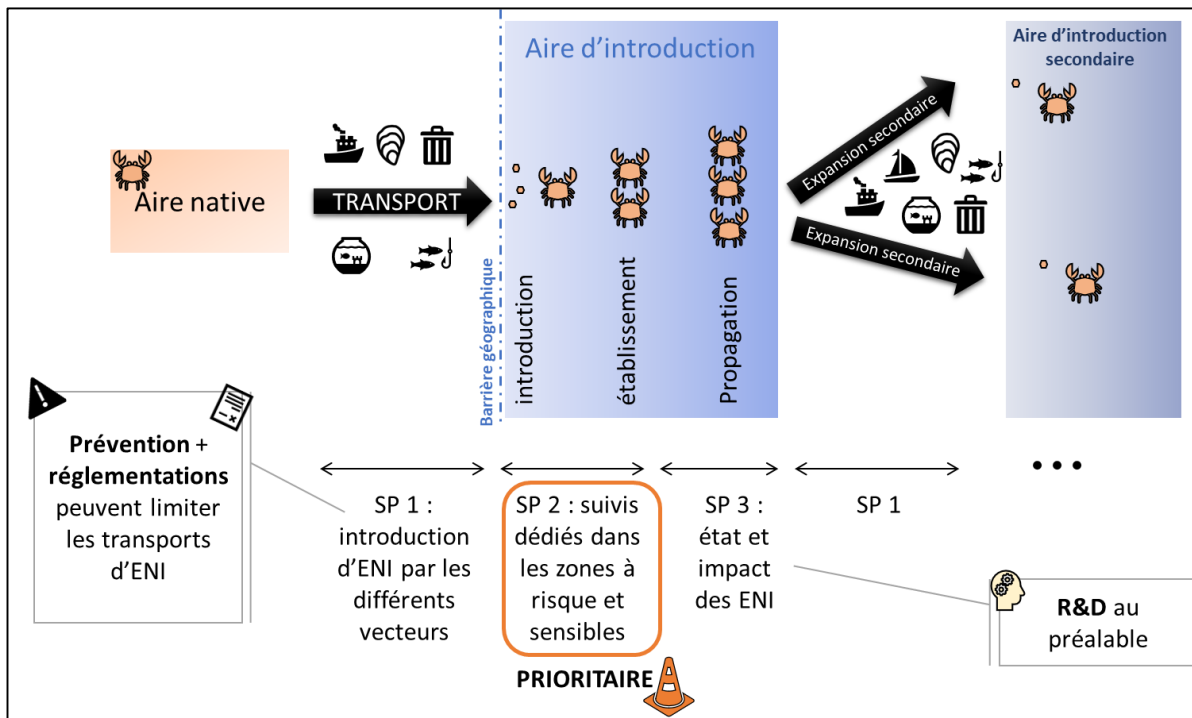 Aire native
TRANSPORT
Barrière géographique
Aire d’introduction
introduction
établissement
Propagation
Expansion secondaire
Expansion secondaire
Aire d’introduction
secondaire
Prévention +
réglementations
peuvent limiter
les transports
d’ENI
SP 1 :
introduction
d’ENI par les
différents
vecteurs
SP 2 : suivis
dédiés dans
les zones à
risque et
sensibles
PRIORITAIRE
SP 3 :
état et
impact
des ENI
SP 1
•••
R&D au
préalable